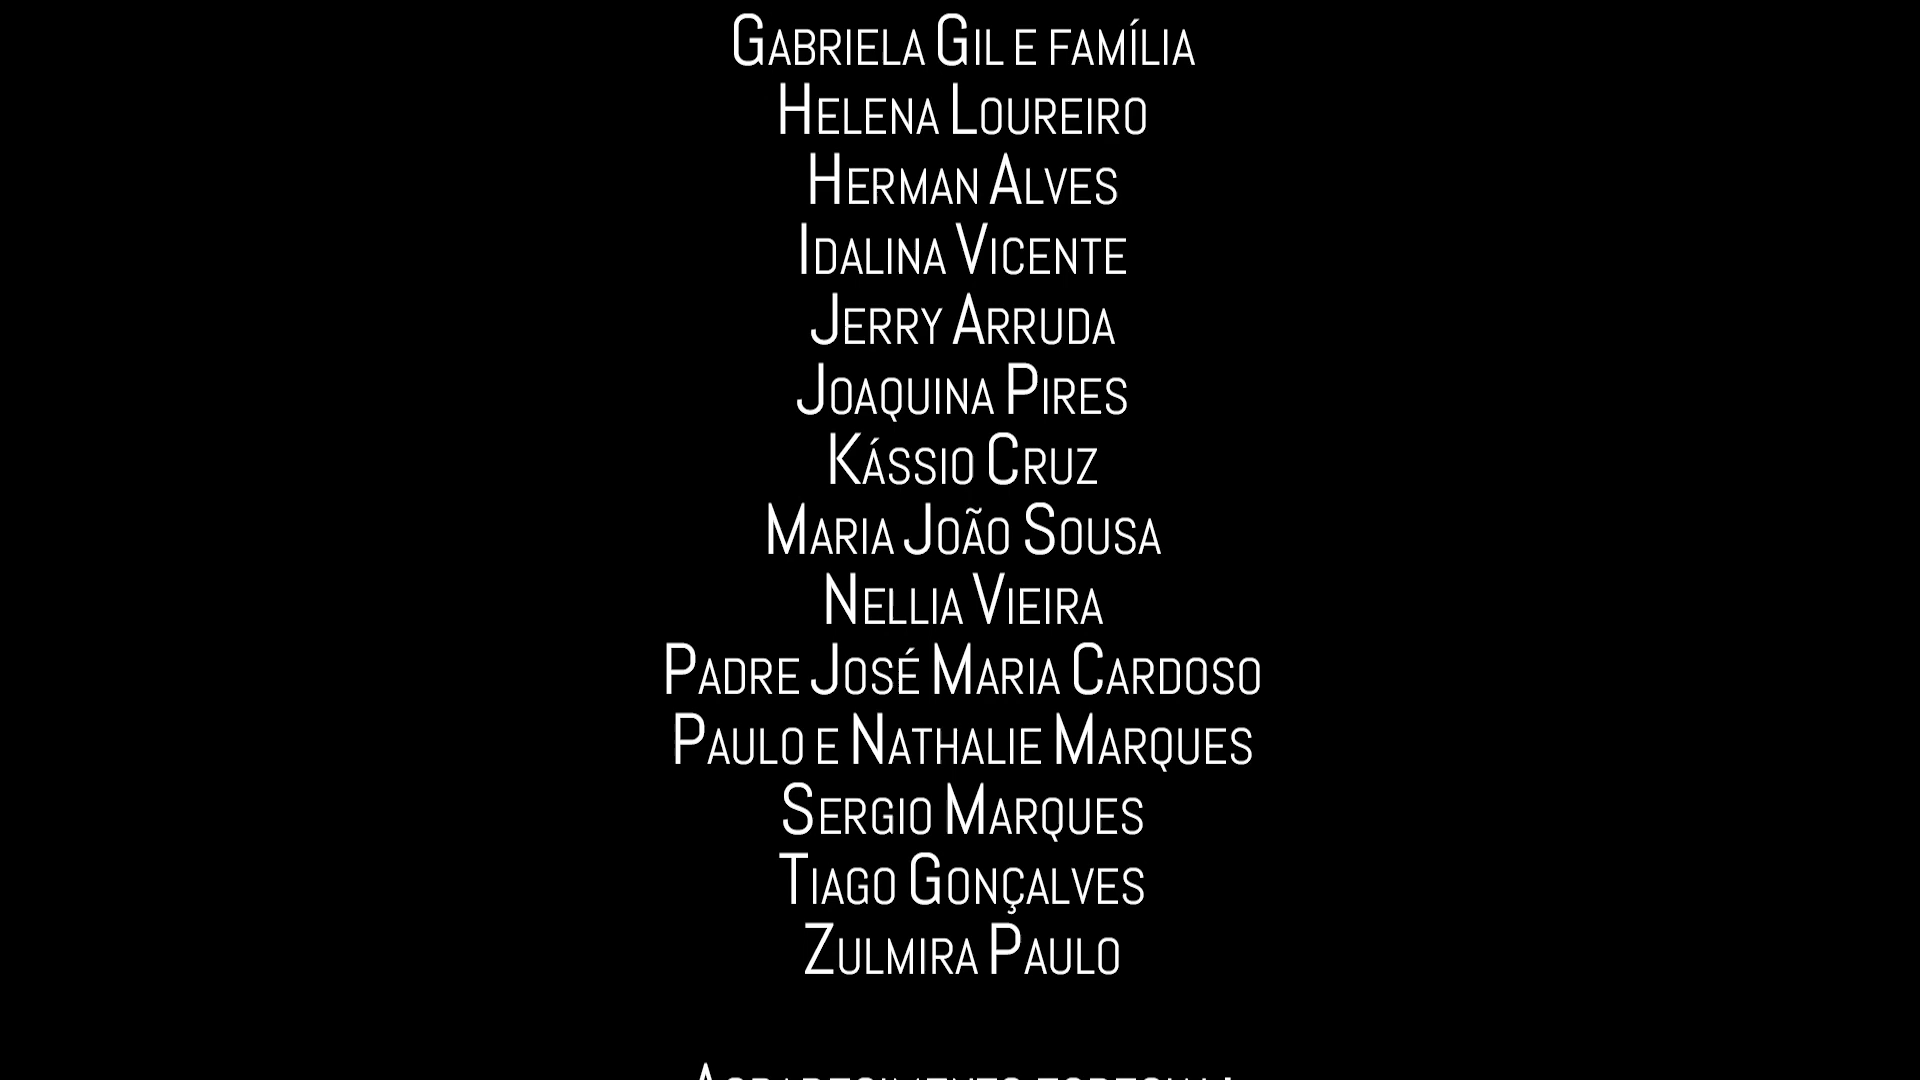 Gabriela Gil e família
Helena Loureiro
Herman Alves
Idalina Vicente
Jerry Arruda
Joaquina Pires
Kássio Cruz
Maria João Sousa
Nellia Vieira
Padre José Maria Cardoso
Paulo e Nathalie Marques
Sergio Marques
Tiago Gonçalves
Zulmira Paulo